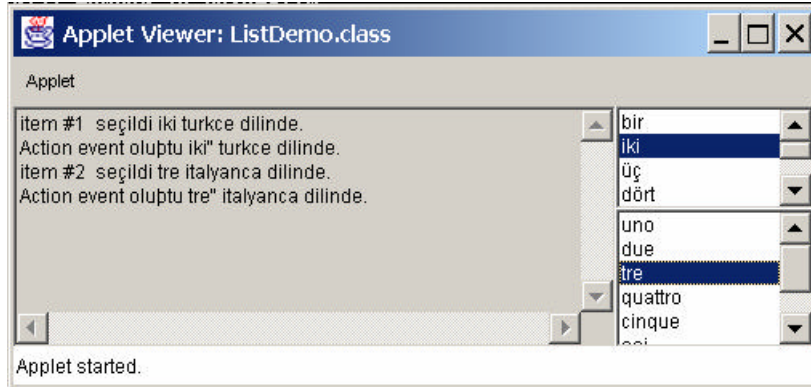 Applet Viewer: ListDemo.class
Applet
item #1 seçildi iki turkce dilinde.
Action event oluþtu iki" turkce dilinde.
item #2 seçildi tre italyanca dilinde.
Action event oluþtu tre" italyanca dilinde.
bir
iki
üç
dört
uno
due
tre
quattro
cinque
Applet started.